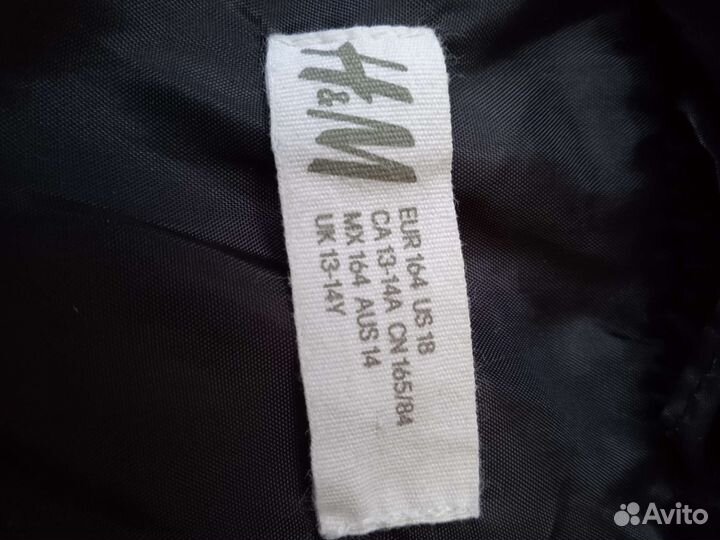 H&M
EUR 164 US 18
CA 13-14A CN 165/84
MX 164 AUS 14
UK 13-14Y
Avito